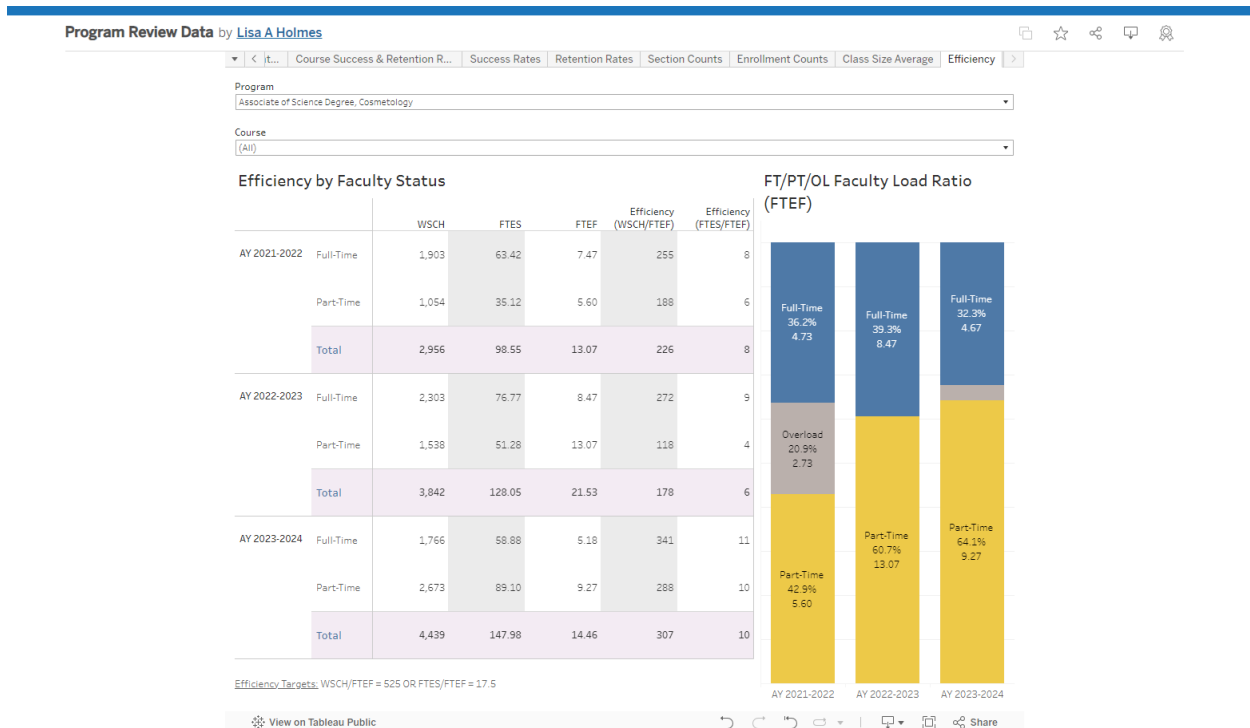 Program Review Data by Lisa A Holmes
t... Course Success & Retention R... Success Rates Retention Rates Section Counts Enrollment Counts Class Size Average Efficiency
Program
Associate of Science Degree, Cosmetology
Course
(All)
Efficiency by Faculty Status
WSCH FTES FTEF Efficiency (WSCH/FTEF) Efficiency (FTES/FTEF)
AY 2021-2022 Full-Time 1,903 63.42 7.47 255 8
Part-Time 1,054 35.12 5.60 188 6
Total 2,956 98.55 13.07 226 8
AY 2022-2023 Full-Time 2,303 76.77 8.47 272 9
Part-Time 1,538 51.28 13.07 118 4
Total 3,842 128.05 21.53 178 6
AY 2023-2024 Full-Time 1,766 58.88 5.18 341 11
Part-Time 2,673 89.10 9.27 288 10
Total 4,439 147.98 14.46 307 10
Efficiency Targets: WSCH/FTEF = 525 OR FTES/FTEF = 17.5
FT/PT/OL Faculty Load Ratio
(FTEF)
Full-Time
36.2%
4.73
Overload
20.9%
2.73
Part-Time
42.9%
5.60
Full-Time
39.3%
8.47
Part-Time
60.7%
13.07
Full-Time
32.3%
4.67
Part-Time
64.1%
9.27
AY 2021-2022 AY 2022-2023 AY 2023-2024
View on Tableau Public
Share